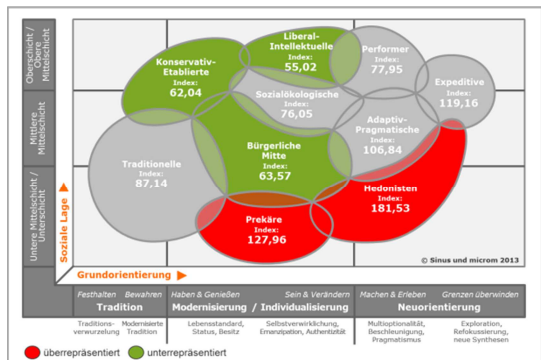 Oberschicht /
Obere
Mittelschicht
Mittlere
Mittelschicht
Untere Mittelschicht /
Unterschicht
Soziale Lage
Konservativ-
Etablierte
Index:
62,04
Liberal-
Intellektuelle
Index:
55,02
Performer
Index:
77,95
Expeditive
Index:
119,16
Sozialökologische
Index:
76,05
Adaptiv-
Pragmatische
Index:
106,84
Traditionelle
Index:
87,14
Bürgerliche
Mitte
Index:
63,57
Hedonisten
Index:
181,53
Prekäre
Index:
127,96
© Sinus und microm 2013
Grundorientierung
Festhalten Bewahren
Tradition
Haben & Genießen Sein & Verändern
Modernisierung / Individualisierung
Machen & Erleben Grenzen überwinden
Neuorientierung
Traditions-
verwurzelung
Modernisierte
Tradition
Lebensstandard,
Status, Besitz
Selbstverwirklichung,
Emanzipation, Authentizität
Multioptionalität,
Beschleunigung,
Pragmatismus
Exploration,
Refokussierung,
neue Synthesen
überrepräsentiert unterrepräsentiert